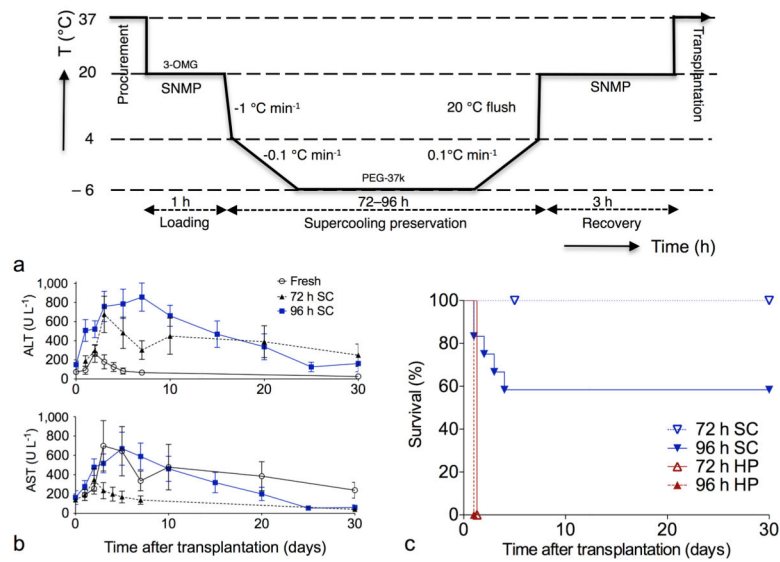 T (°C)
37
20
4
– 6
Procurement
3-OMG
SNMP
-1 °C min⁻¹
-0.1 °C min⁻¹
PEG-37k
20 °C flush
0.1°C min⁻¹
SNMP
Transplantation
1 h
72–96 h
3 h
Loading
Supercooling preservation
Recovery
Time (h)
a
ALT (U L⁻¹)
1,000
800
600
400
200
0
0 10 20 30
Fresh
72 h SC
96 h SC
AST (U L⁻¹)
1,000
800
600
400
200
0
0 10 20 30
Time after transplantation (days)
b
Survival (%)
100
80
60
40
20
0
72 h SC
96 h SC
72 h HP
96 h HP
0 10 20 30
Time after transplantation (days)
c